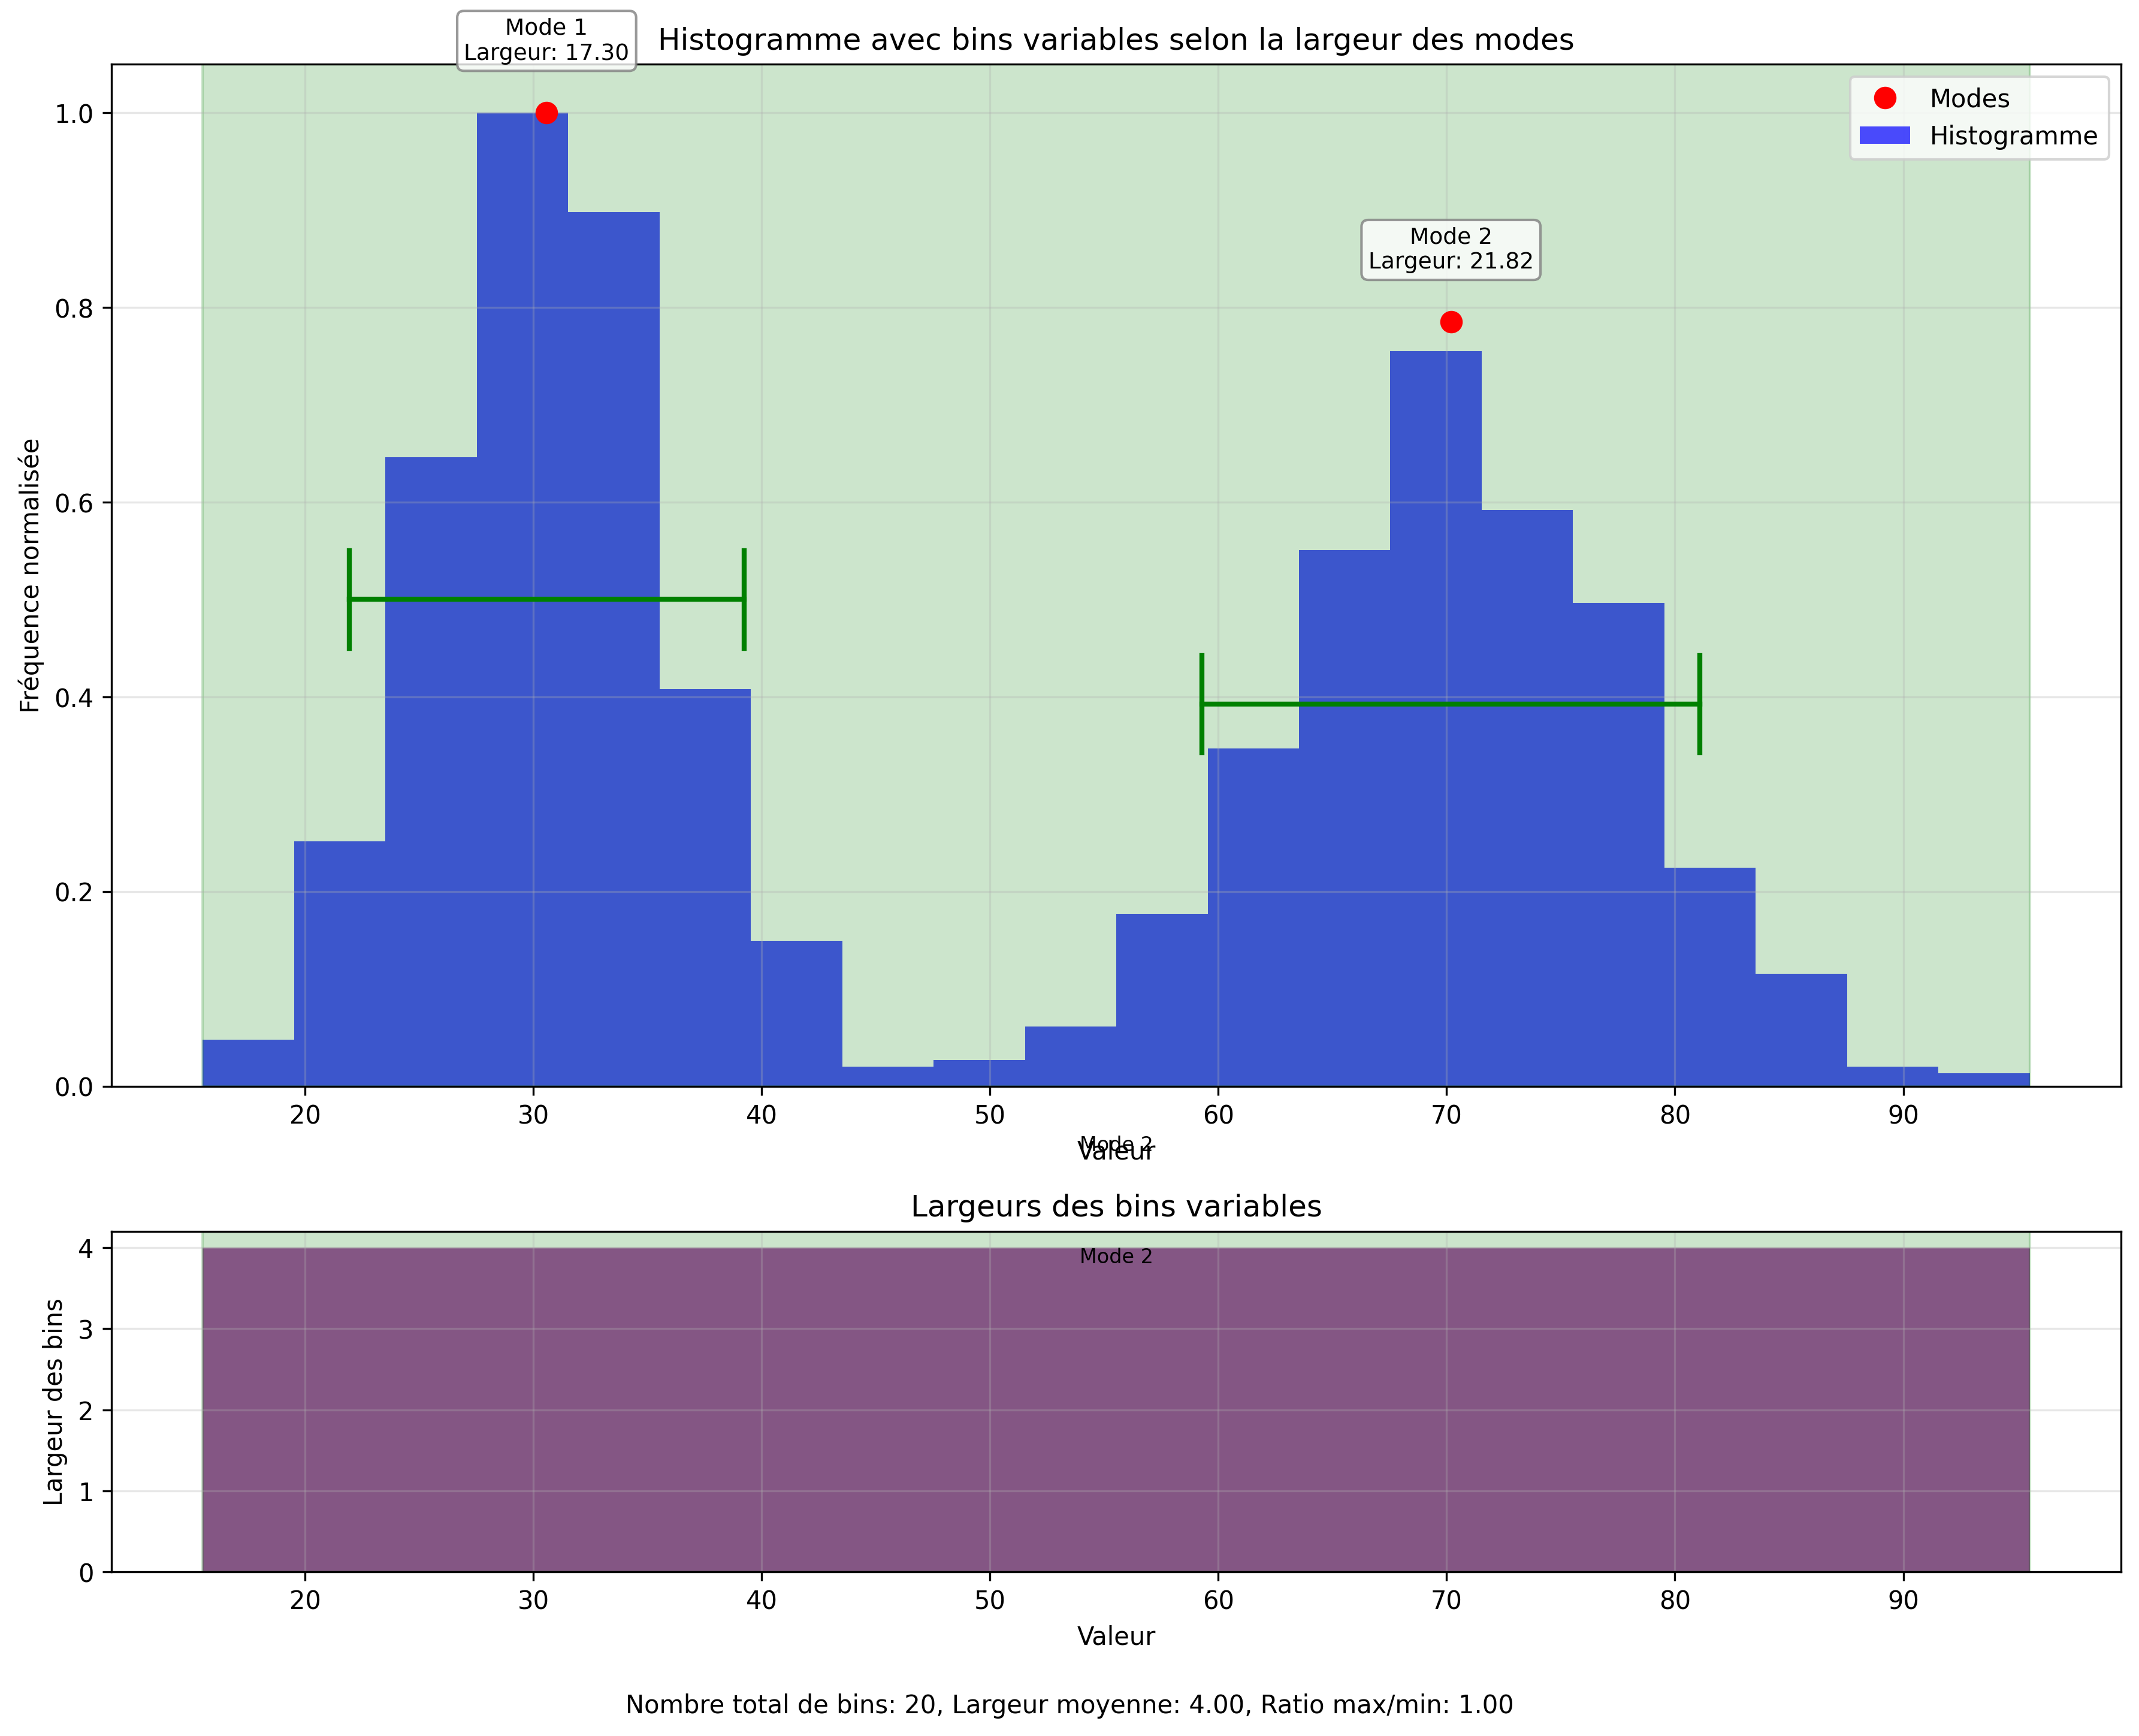 Mode 1
Largeur: 17.30
Histogramme avec bins variables selon la largeur des modes
Modes
Histogramme
Mode 2
Largeur: 21.82
Fréquence normalisée
1.0
0.8
0.6
0.4
0.2
0.0
20 30 40 50 60 70 80 90
Mode 2
Valeur
Largeurs des bins variables
Mode 2
Largeur des bins
4
3
2
1
0
20 30 40 50 60 70 80 90
Valeur
Nombre total de bins: 20, Largeur moyenne: 4.00, Ratio max/min: 1.00